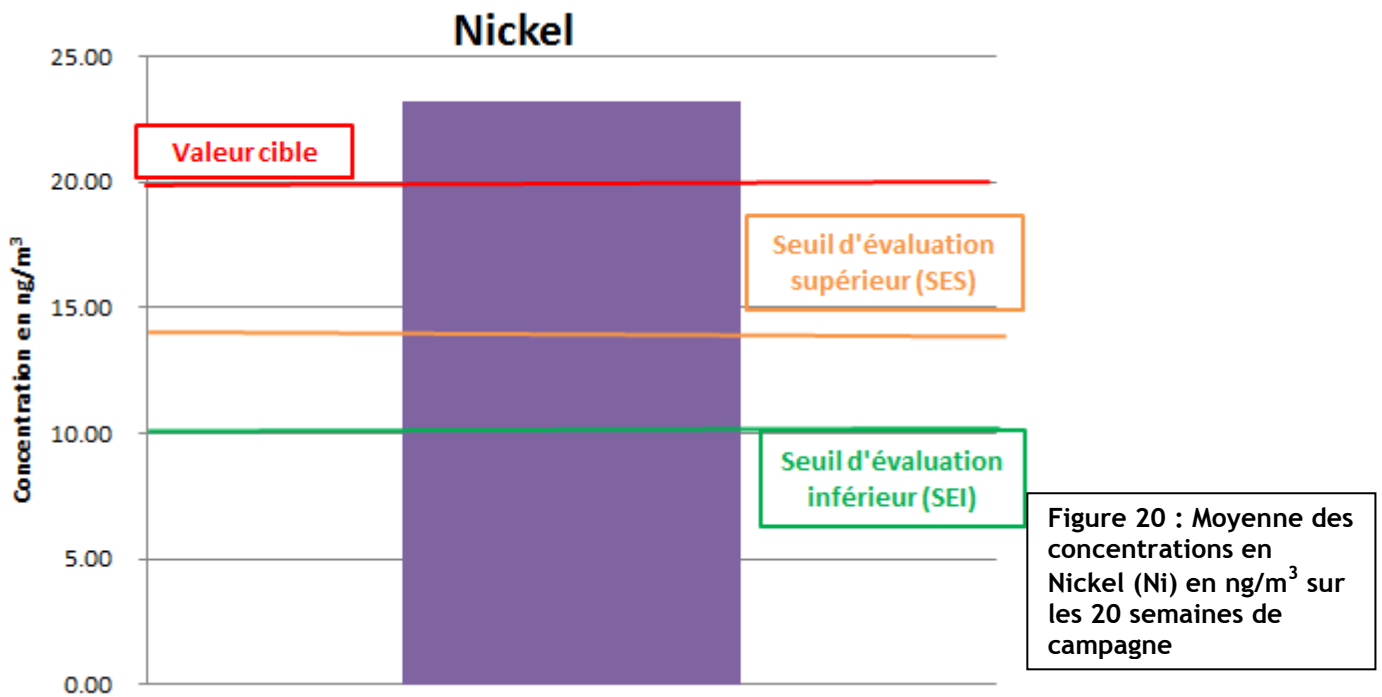 Nickel
25.00
Valeur cible
20.00
Seuil d'évaluation
supérieur (SES)
15.00
10.00
Seuil d'évaluation
inférieur (SEI)
5.00
0.00
Concentration en ng/m³
Figure 20 : Moyenne des
concentrations en
Nickel (Ni) en ng/m³ sur
les 20 semaines de
campagne